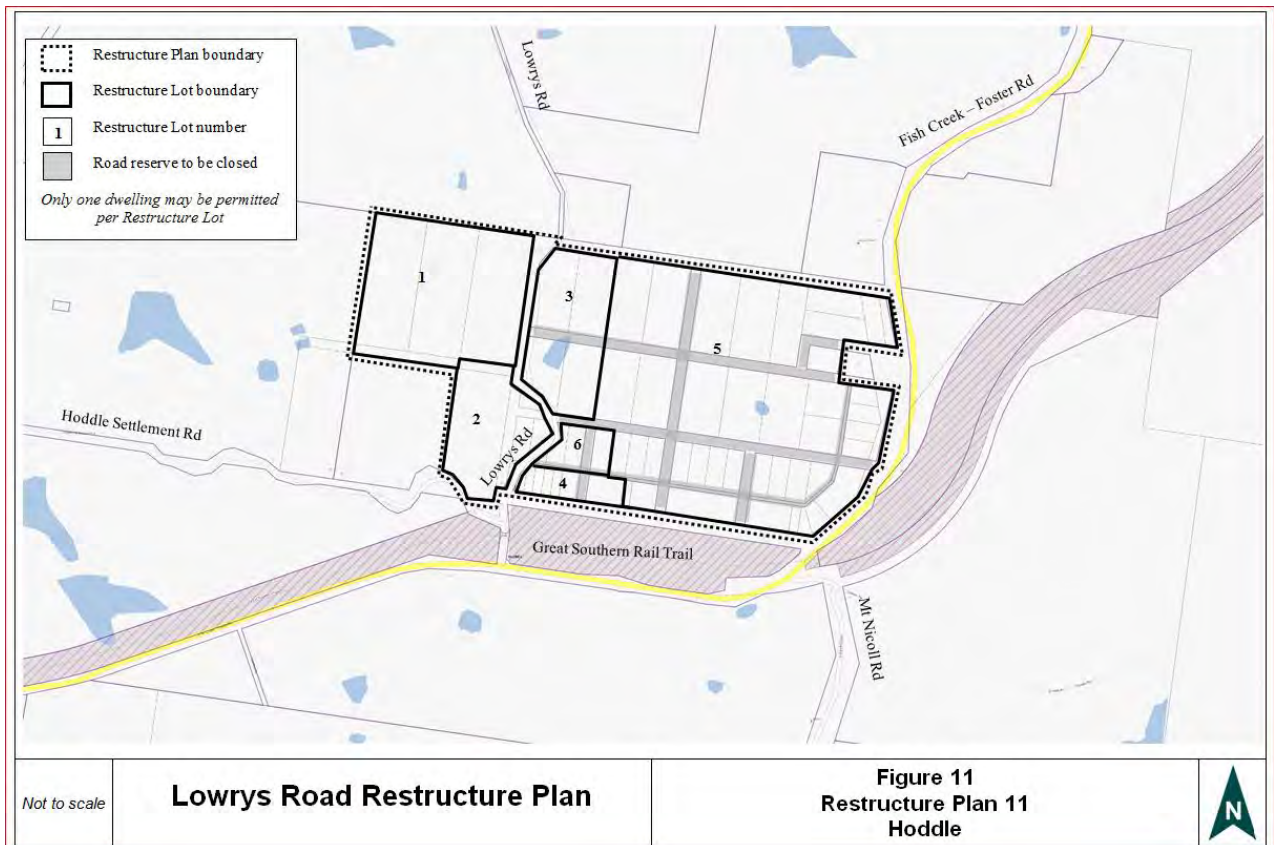 Restructure Plan boundary
Restructure Lot boundary
1
Restructure Lot number
Road reserve to be closed
Only one dwelling may be permitted
per Restructure Lot
Lowrys Rd
Fish Creek – Foster Rd
1
3
5
2
Hoddle Settlement Rd
Lowrys Rd
6
4
Great Southern Rail Trail
Mt Nicoll Rd
Not to scale
Lowrys Road Restructure Plan
Figure 11
Restructure Plan 11
Hoddle
N